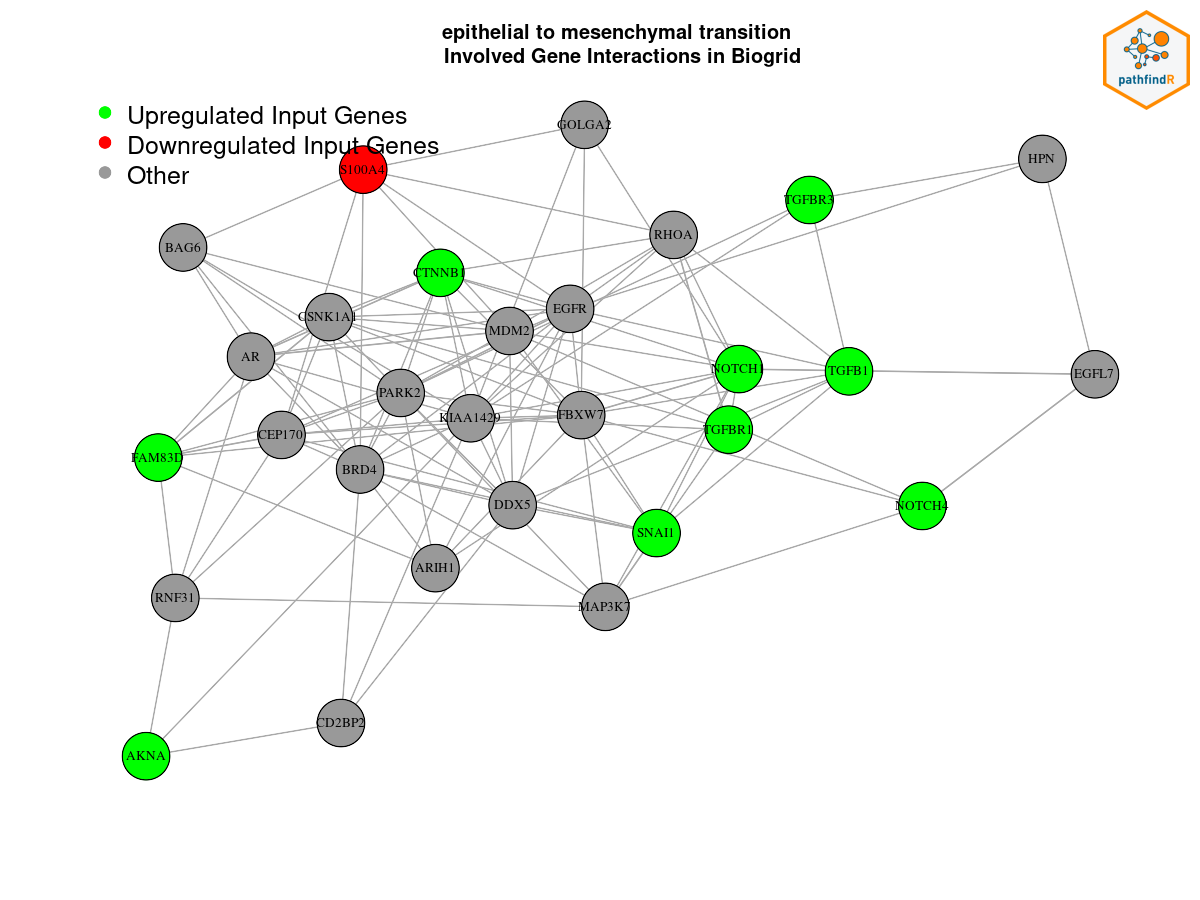 epithelial to mesenchymal transition
Involved Gene Interactions in Biogrid
pathfindR
Upregulated Input Genes
Downregulated Input Genes
Other
GOLGA2
S100A4
HPN
TGFBR3
RHOA
BAG6
CTNNB1
EGFR
CSNK1A1
MDM2
AR
NOTCH1
TGFB1
EGFL7
PARK2
KIAA1429
FBXW7
TGFBR1
CEP170
FAM83D
BRD4
DDX5
NOTCH4
SNAI1
ARIH1
RNF31
MAP3K7
CD2BP2
AKNA